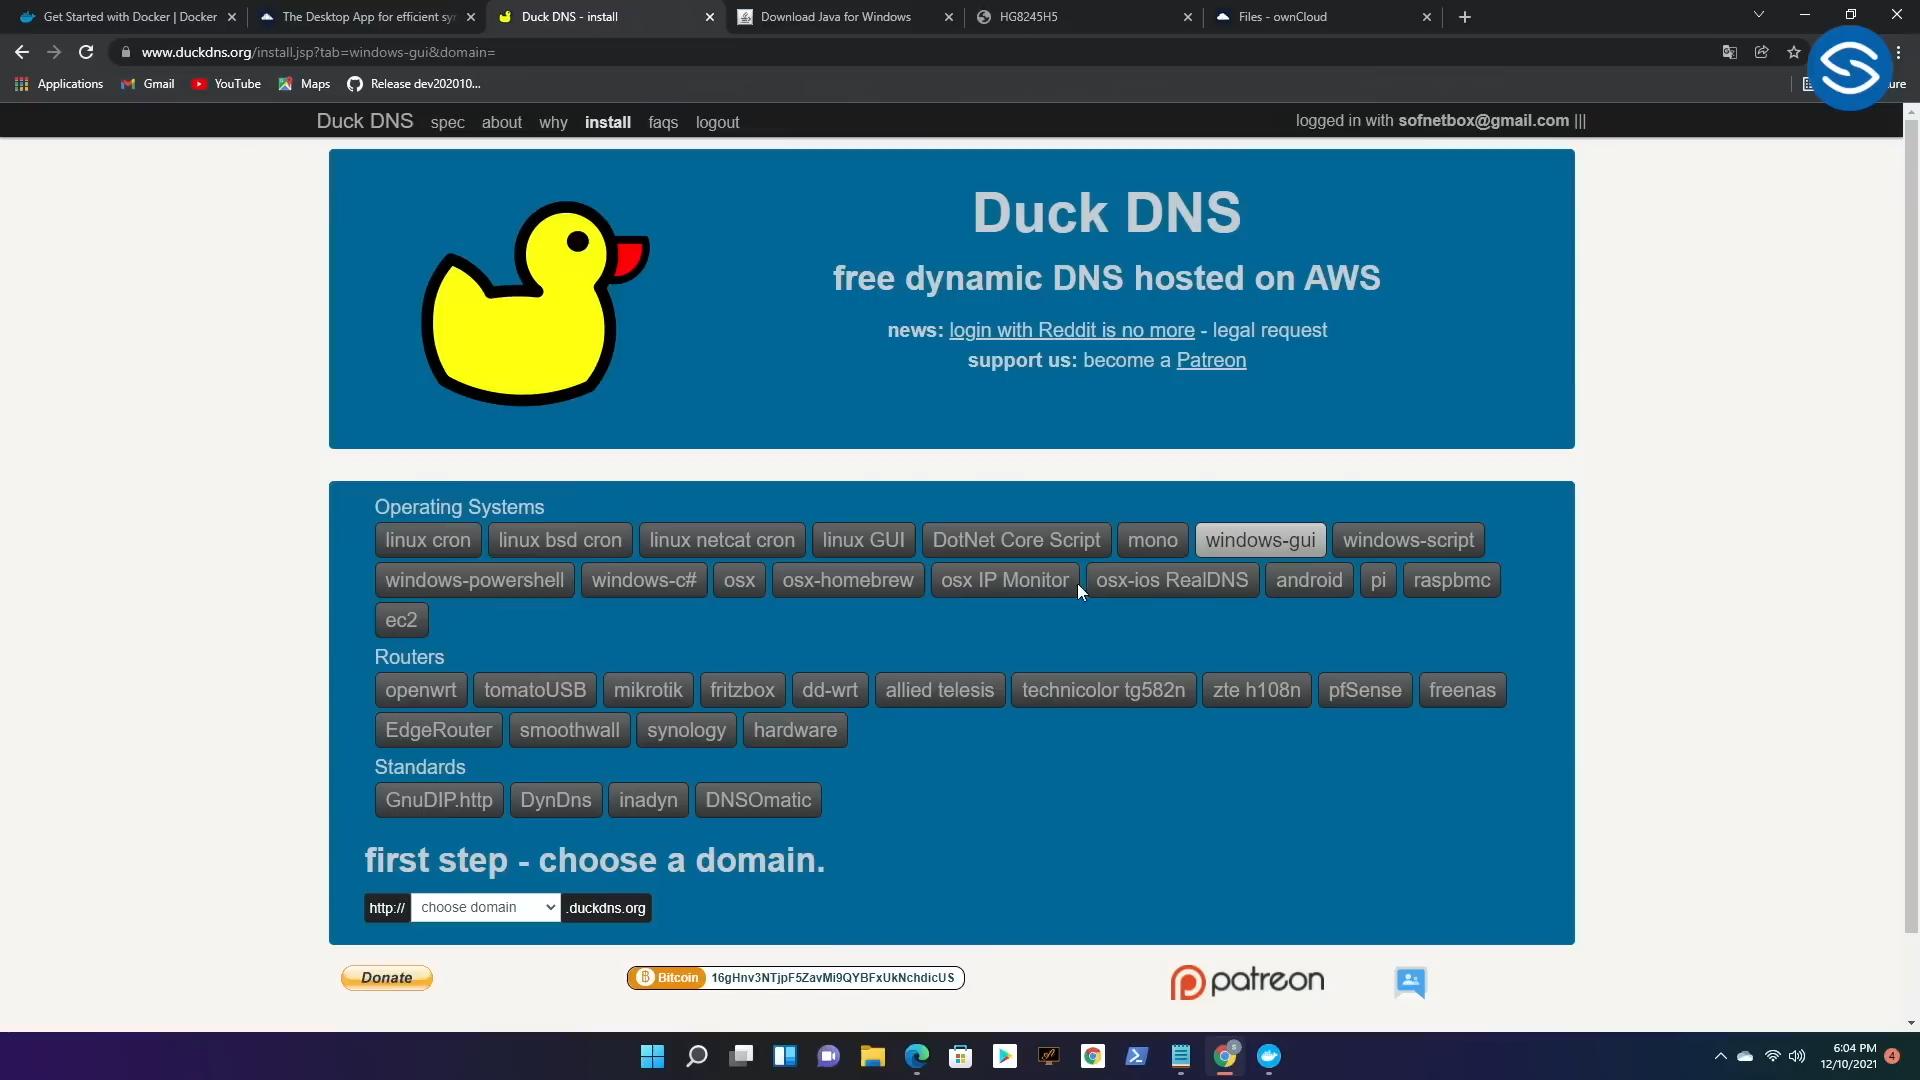 Get Started with Docker | Docker
The Desktop App for efficient syn
Duck DNS - install
Download Java for Windows
HG8245H5
Files - ownCloud
www.duckdns.org/install.jsp?tab=windows-gui&domain=
Applications
Gmail
YouTube
Maps
Release dev202010...
Duck DNS spec about why install faqs logout
logged in with sofnetbox@gmail.com |||
Duck DNS
free dynamic DNS hosted on AWS
news: login with Reddit is no more - legal request
support us: become a Patreon
Operating Systems
linux cron linux bsd cron linux netcat cron linux GUI DotNet Core Script mono windows-gui windows-script
windows-powershell windows-c# osx osx-homebrew osx IP Monitor osx-ios RealDNS android pi raspbmc
ec2
Routers
openwrt tomatoUSB mikrotik fritzbox dd-wrt allied telesis technicolor tg582n zte h108n pfSense freenas
EdgeRouter smoothwall synology hardware
Standards
GnuDIP.http DynDns inadyn DNSOmatic
first step - choose a domain.
http:// choose domain .duckdns.org
Donate
Bitcoin 16gHnv3NTjpF5ZavMi9QYBFxUkNchdicUS
patreon
6:04 PM
12/10/2021
4